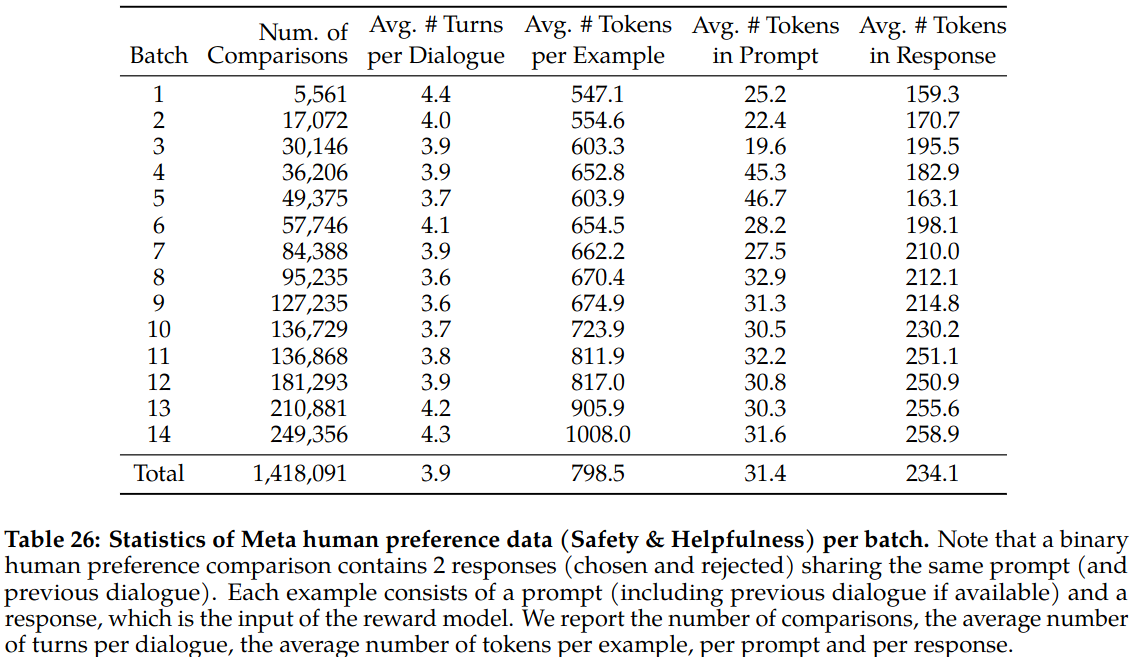 Batch Num. of Comparisons Avg. # Turns per Dialogue Avg. # Tokens per Example Avg. # Tokens in Prompt Avg. # Tokens in Response
1 5,561 4.4 547.1 25.2 159.3
2 17,072 4.0 554.6 22.4 170.7
3 30,146 3.9 603.3 19.6 195.5
4 36,206 3.9 652.8 45.3 182.9
5 49,375 3.7 603.9 46.7 163.1
6 57,746 4.1 654.5 28.2 198.1
7 84,388 3.9 662.2 27.5 210.0
8 95,235 3.6 670.4 32.9 212.1
9 127,235 3.6 674.9 31.3 214.8
10 136,729 3.7 723.9 30.5 230.2
11 136,868 3.8 811.9 32.2 251.1
12 181,293 3.9 817.0 30.8 250.9
13 210,881 4.2 905.9 30.3 255.6
14 249,356 4.3 1008.0 31.6 258.9
Total 1,418,091 3.9 798.5 31.4 234.1
Table 26: Statistics of Meta human preference data (Safety & Helpfulness) per batch. Note that a binary
human preference comparison contains 2 responses (chosen and rejected) sharing the same prompt (and
previous dialogue). Each example consists of a prompt (including previous dialogue if available) and a
response, which is the input of the reward model. We report the number of comparisons, the average number
of turns per dialogue, the average number of tokens per example, per prompt and per response.